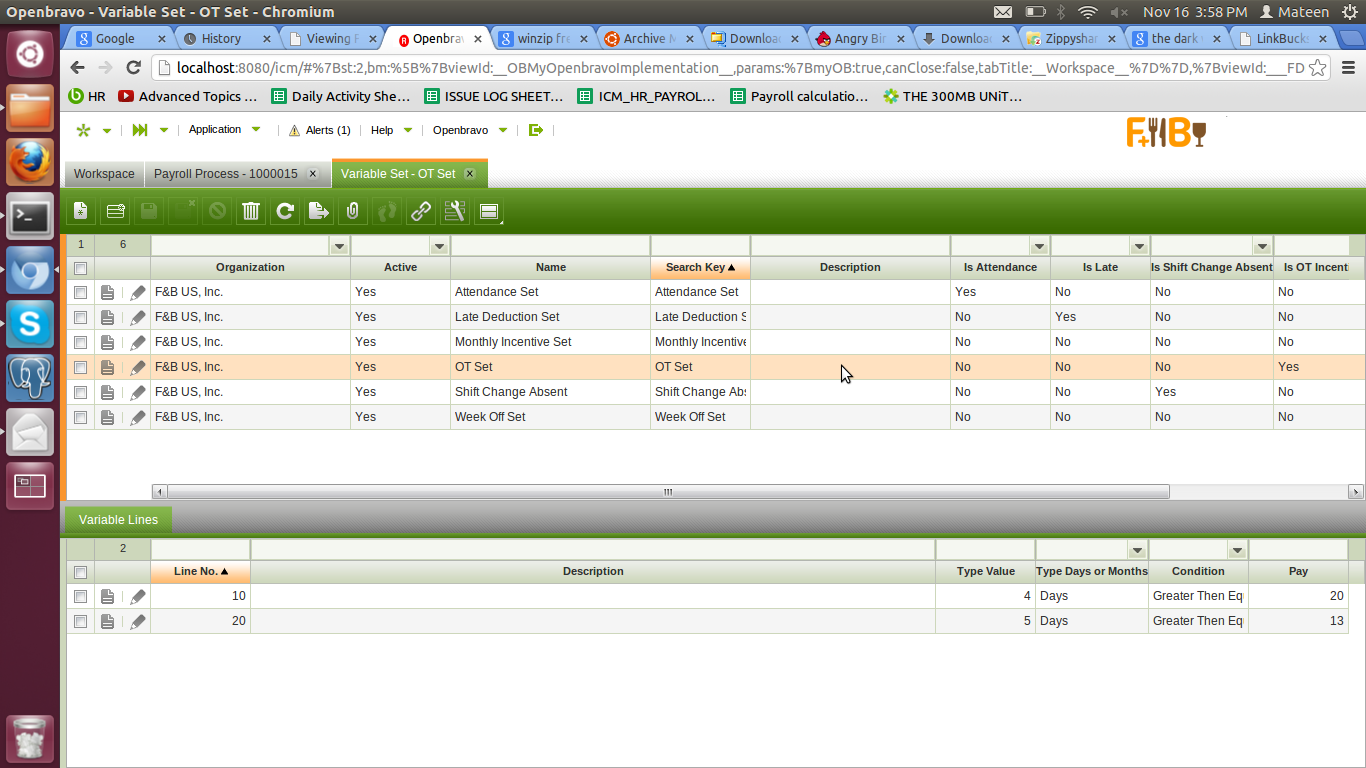 Openbravo - Variable Set - OT Set - Chromium
Nov 16 3:58 PM Mateen
Google
History
Viewing F
Openbrav
winzip fre
Archive M
Downloa
Angry Bir
Downloa
Zippyshar
the dark
LinkBuck
localhost:8080/icm/#%7Bst:2,bm:%5B%7BviewId:__OBMyOpenbravoImplementation__,params:%7BmyOB:true,canClose:false,tabTitle:__Workspace__%7D%7D,%7BviewId:___FD
HR
Advanced Topics ...
Daily Activity She...
ISSUE LOG SHEET...
ICM_HR_PAYROL...
Payroll calculatio...
THE 300MB UNiT...
Application
Alerts (1)
Help
Openbravo
F+B
Workspace
Payroll Process - 1000015
Variable Set - OT Set
1 6
Organization Active Name Search Key Description Is Attendance Is Late Is Shift Change Absent Is OT Incenti
F&B US, Inc. Yes Attendance Set Attendance Set Yes No No No
F&B US, Inc. Yes Late Deduction Set Late Deduction S No Yes No No
F&B US, Inc. Yes Monthly Incentive Set Monthly Incentive No No No No
F&B US, Inc. Yes OT Set OT Set No No No Yes
F&B US, Inc. Yes Shift Change Absent Shift Change Abs No No Yes No
F&B US, Inc. Yes Week Off Set Week Off Set No No No No
Variable Lines
2
Line No. Description Type Value Type Days or Months Condition Pay
10 4 Days Greater Then Eq 20
20 5 Days Greater Then Eq 13